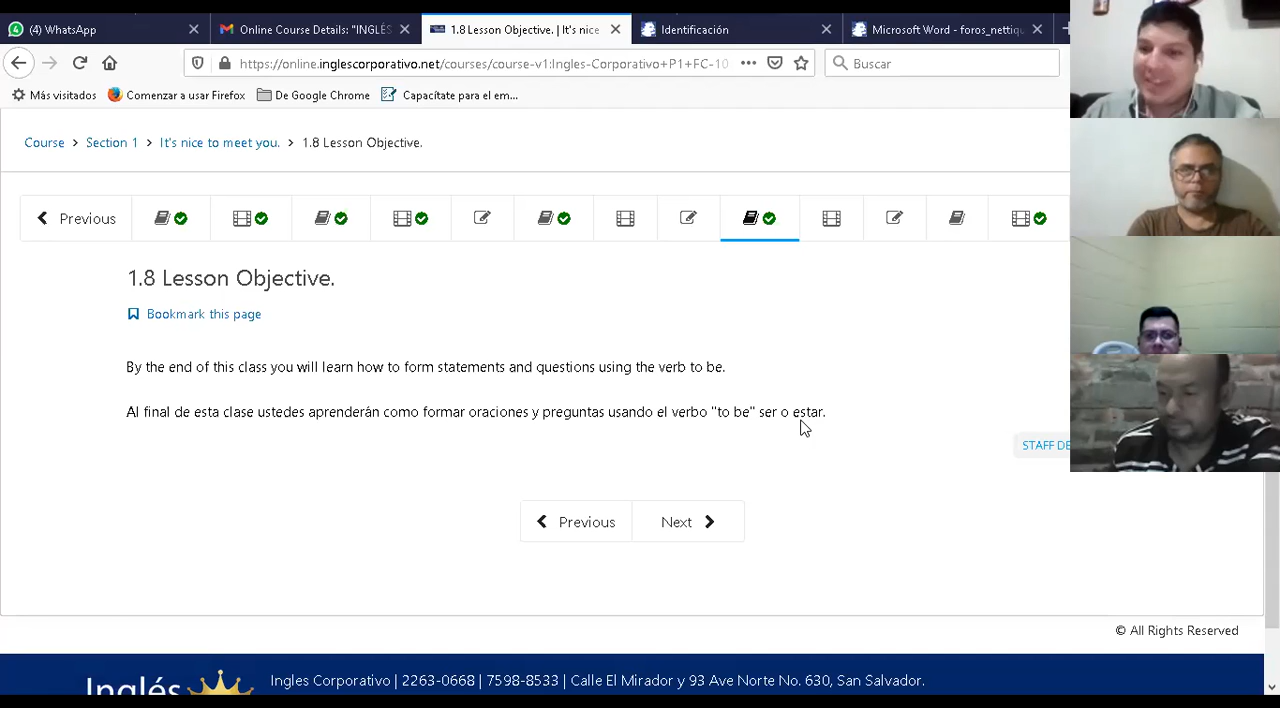 (4) WhatsApp
Online Course Details: "INGLÉS
1.8 Lesson Objective. | It's nice
Identificación
Microsoft Word - foros_nettiqu
https://online.inglescorporativo.net/courses/course-v1:Ingles-Corporativo+P1+FC-10
Buscar
Más visitados
Comenzar a usar Firefox
De Google Chrome
Capacítate para el em...
Course > Section 1 > It's nice to meet you. > 1.8 Lesson Objective.
Previous
1.8 Lesson Objective.
Bookmark this page
By the end of this class you will learn how to form statements and questions using the verb to be.
Al final de esta clase ustedes aprenderán como formar oraciones y preguntas usando el verbo "to be" ser o estar.
STAFF DE
Previous
Next
© All Rights Reserved
Inglés
Ingles Corporativo | 2263-0668 | 7598-8533 | Calle El Mirador y 93 Ave Norte No. 630, San Salvador.